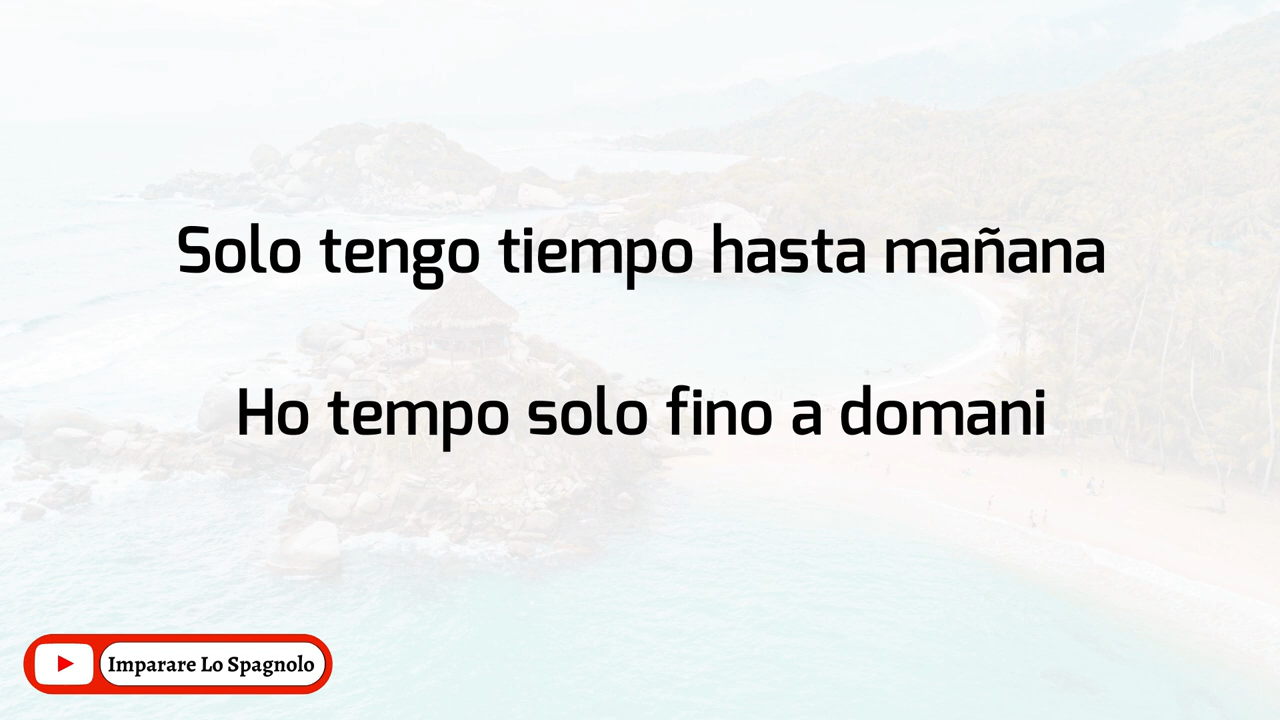 Solo tengo tiempo hasta mañana
Ho tempo solo fino a domani
Imparare Lo Spagnolo